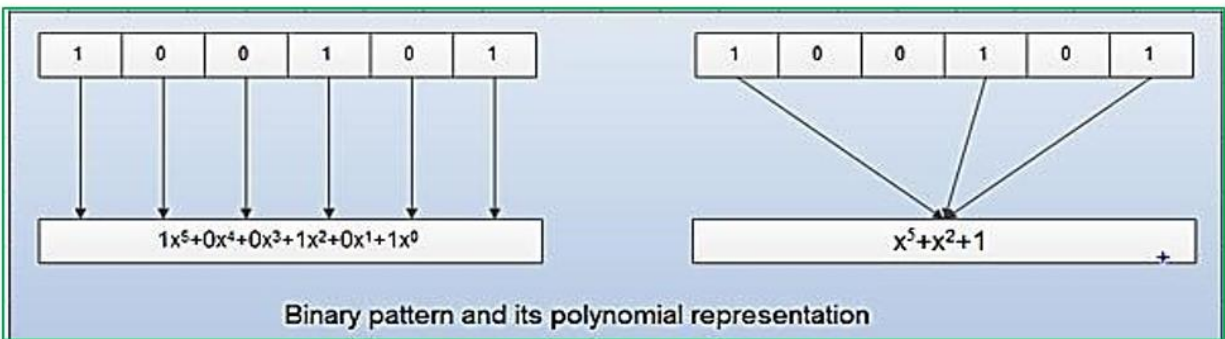 1 0 0 1 0 1
1 0 0 1 0 1
1x⁵+0x⁴+0x³+1x²+0x¹+1x⁰
x⁵+x²+1
Binary pattern and its polynomial representation